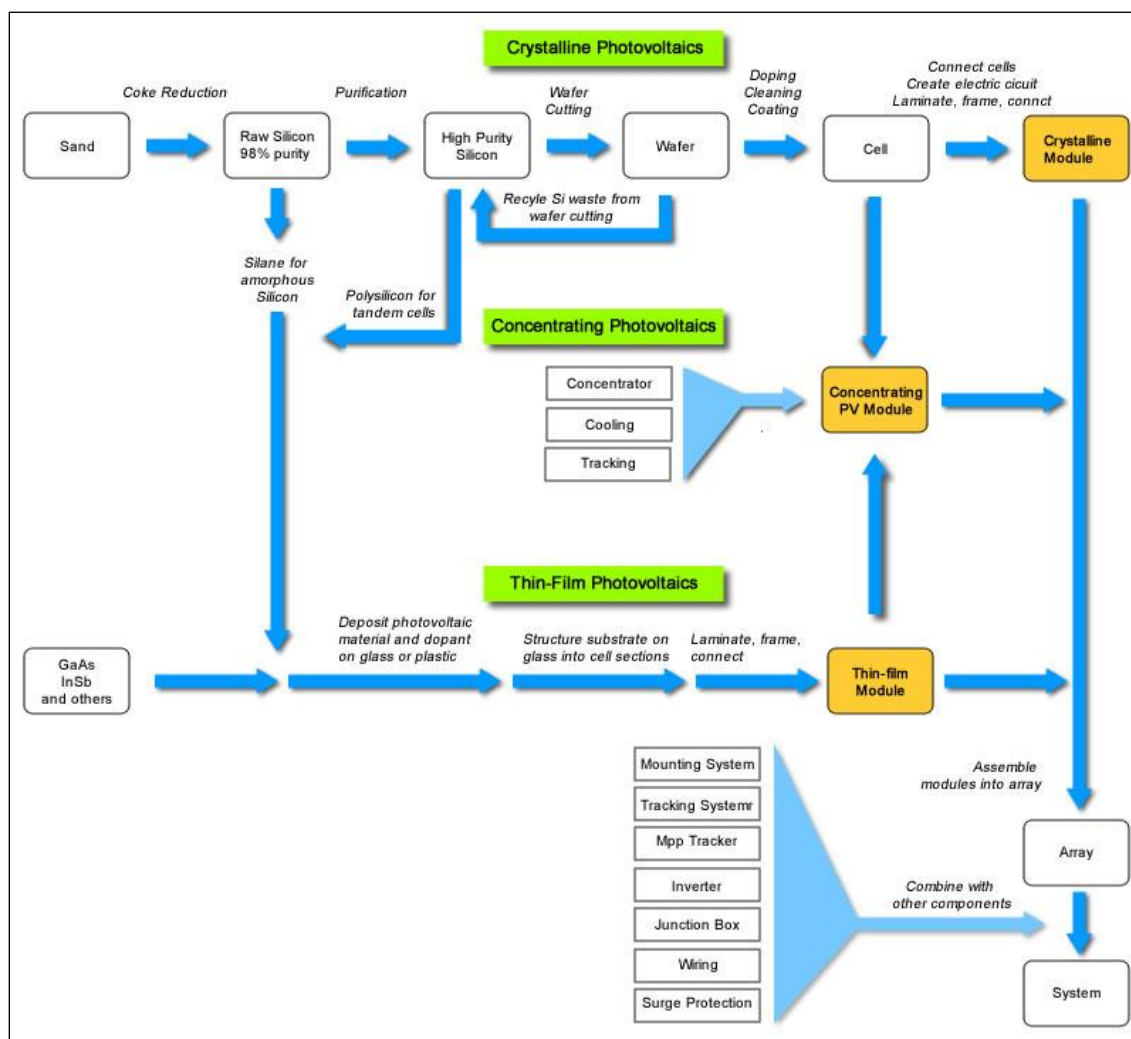 Crystalline Photovoltaics
Coke Reduction
Purification
Wafer
Cutting
Doping
Cleaning
Coating
Connect cells
Create electric cicuit
Laminate, frame, connct
Sand
Raw Silicon
98% purity
High Purity
Silicon
Wafer
Cell
Crystalline
Module
Recyle Si waste from
wafer cutting
Silane for
amorphous
Silicon
Polysilicon for
tandem cells
Concentrating Photovoltaics
Concentrator
Cooling
Tracking
Concentrating
PV Module
Thin-Film Photovoltaics
Deposit photovoltaic
material and dopant
on glass or plastic
Structure substrate on
glass into cell sections
Laminate, frame,
connect
GaAs
InSb
and others
Thin-film
Module
Mounting System
Tracking Systemr
Mpp Tracker
Inverter
Junction Box
Wiring
Surge Protection
Assemble
modules into array
Array
Combine with
other components
System